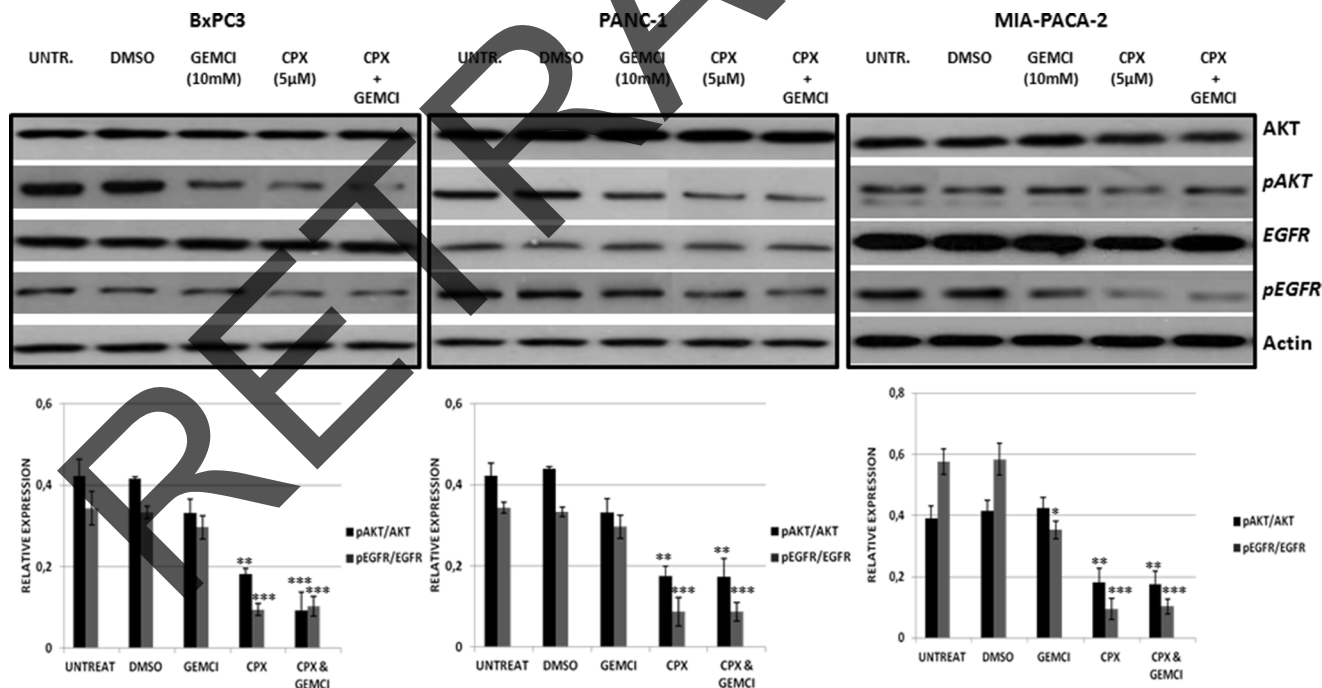 BxPC3
PANC-1
MIA-PACA-2
UNTR.
DMSO
GEMCI
(10mM)
CPX
(5µM)
CPX
+
GEMCI
UNTR.
DMSO
GEMCI
(10mM)
CPX
(5µM)
CPX
+
GEMCI
UNTR.
DMSO
GEMCI
(10mM)
CPX
(5µM)
CPX
+
GEMCI
AKT
pAKT
EGFR
pEGFR
Actin
RELATIVE EXPRESSION
0,6
0,4
0,2
0
** *** *** ***
UNTREAT DMSO GEMCI CPX CPX &
GEMCI
pAKT/AKT
pEGFR/EGFR
RELATIVE EXPRESSION
0,6
0,4
0,2
0
** *** ** ***
UNTREAT DMSO GEMCI CPX CPX &
GEMCI
pAKT/AKT
pEGFR/EGFR
RELATIVE EXPRESSION
0,8
0,6
0,4
0,2
0
* ** *** ** ***
UNTREAT DMSO GEMCI CPX CPX &
GEMCI
pAKT/AKT
pEGFR/EGFR
RETRA